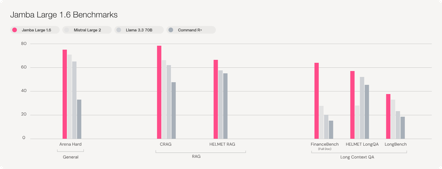 Jamba Large 1.6 Benchmarks
Jamba Large 1.6
Mistral Large 2
Llama 3.3 70B
Command R+
80
60
40
20
0
Arena Hard
CRAG
HELMET RAG
FinanceBench
HELMET LongQA
LongBench
General
RAG
Long Context QA